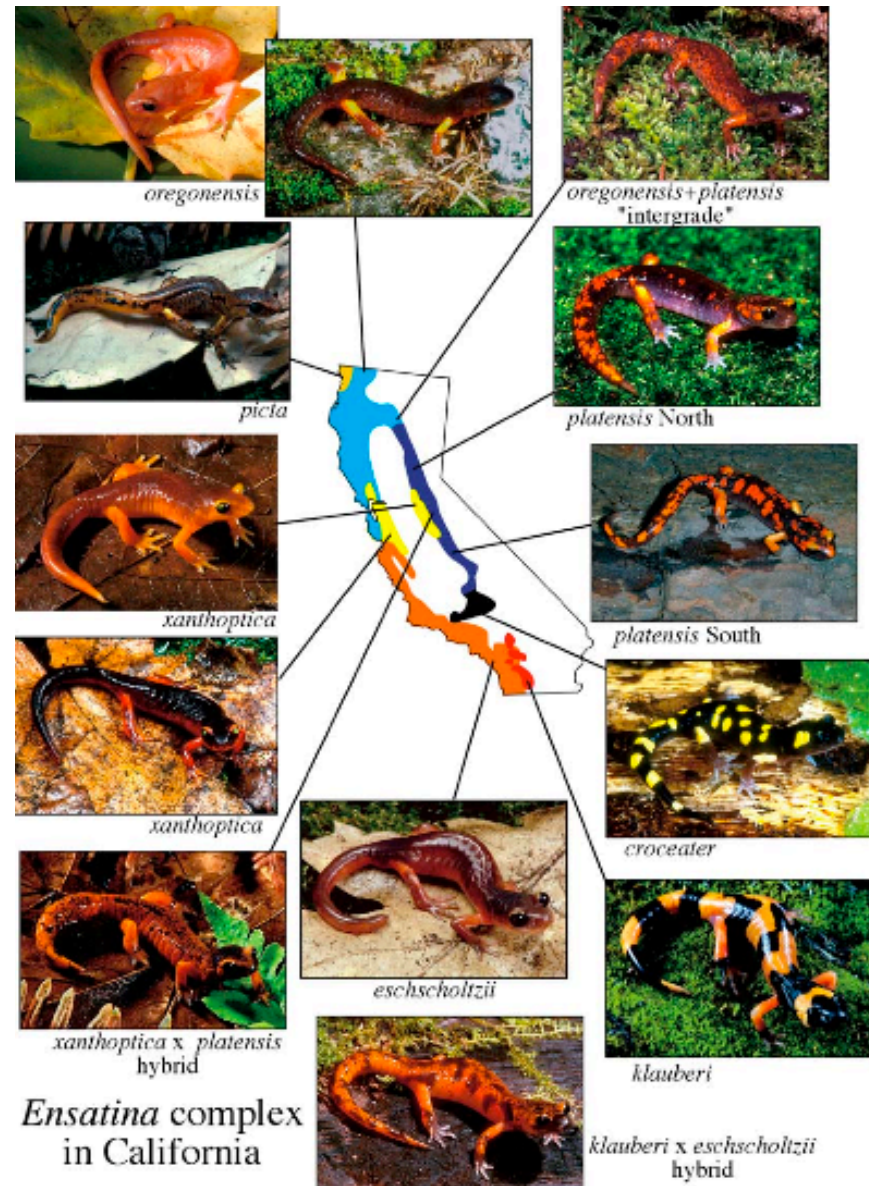 oregonensis
oregonensis+platensis
"intergrade"
picta
platensis North
xanthoptica
platensis South
xanthoptica
croceater
eschscholtzii
xanthoptica x platensis
hybrid
klauberi
Ensatina complex
in California
klauberi x eschscholtzii
hybrid